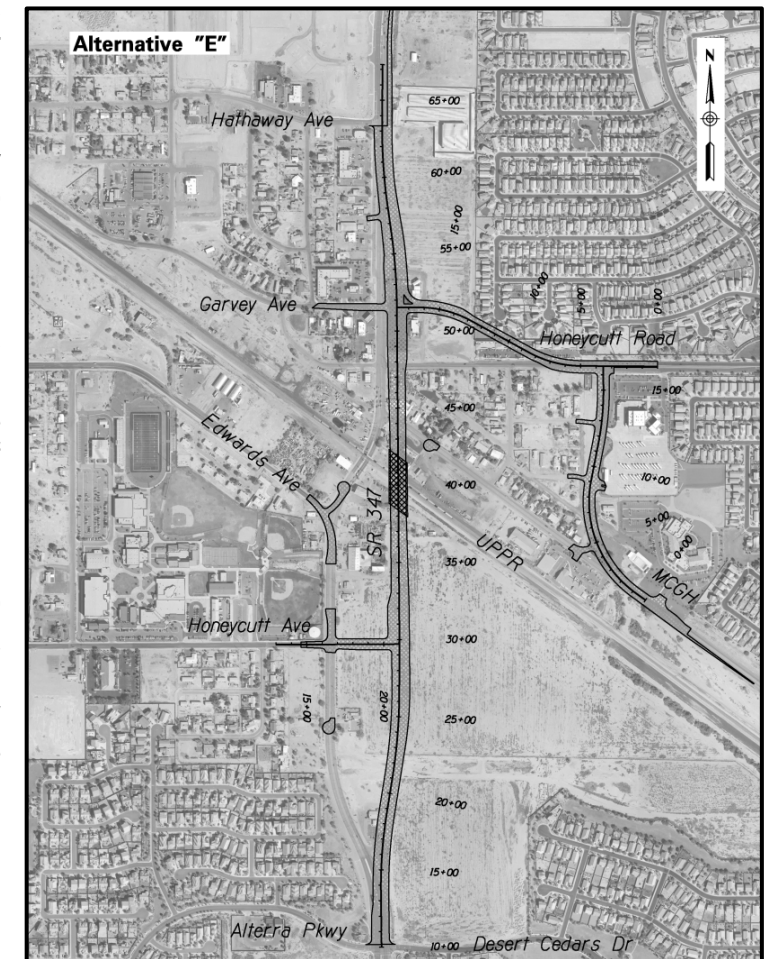 Alternative "E"
N
65+00
Hathaway Ave
60+00
15+00
55+00
10+00
5+00
0+00
Garvey Ave
50+00
Honeycutt Road
15+00
45+00
Edwards Ave
10+00
40+00
SR 347
5+00
0+00
UPPR
35+00
MCGH
Honeycutt Ave
30+00
15+00
20+00
25+00
20+00
15+00
Alterra Pkwy
10+00
Desert Cedars Dr